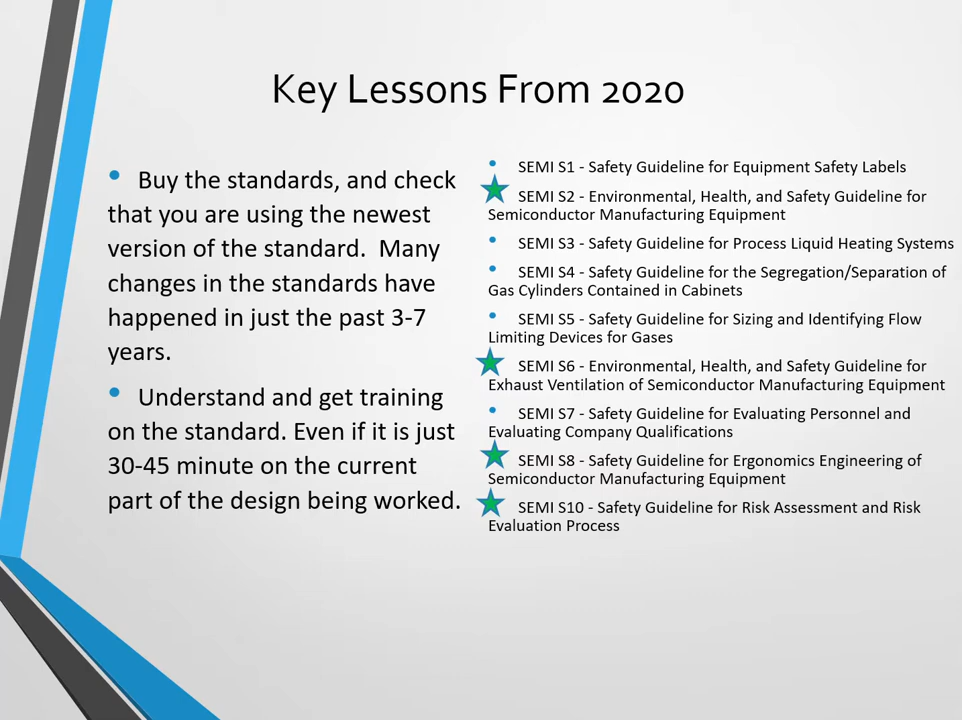 Key Lessons From 2020
• Buy the standards, and check
that you are using the newest
version of the standard.  Many
changes in the standards have
happened in just the past 3-7
years.
• Understand and get training
on the standard. Even if it is just
30-45 minute on the current
part of the design being worked.
• SEMI S1 - Safety Guideline for Equipment Safety Labels
SEMI S2 - Environmental, Health, and Safety Guideline for
Semiconductor Manufacturing Equipment
• SEMI S3 - Safety Guideline for Process Liquid Heating Systems
• SEMI S4 - Safety Guideline for the Segregation/Separation of
Gas Cylinders Contained in Cabinets
• SEMI S5 - Safety Guideline for Sizing and Identifying Flow
Limiting Devices for Gases
SEMI S6 - Environmental, Health, and Safety Guideline for
Exhaust Ventilation of Semiconductor Manufacturing Equipment
• SEMI S7 - Safety Guideline for Evaluating Personnel and
Evaluating Company Qualifications
SEMI S8 - Safety Guideline for Ergonomics Engineering of
Semiconductor Manufacturing Equipment
SEMI S10 - Safety Guideline for Risk Assessment and Risk
Evaluation Process